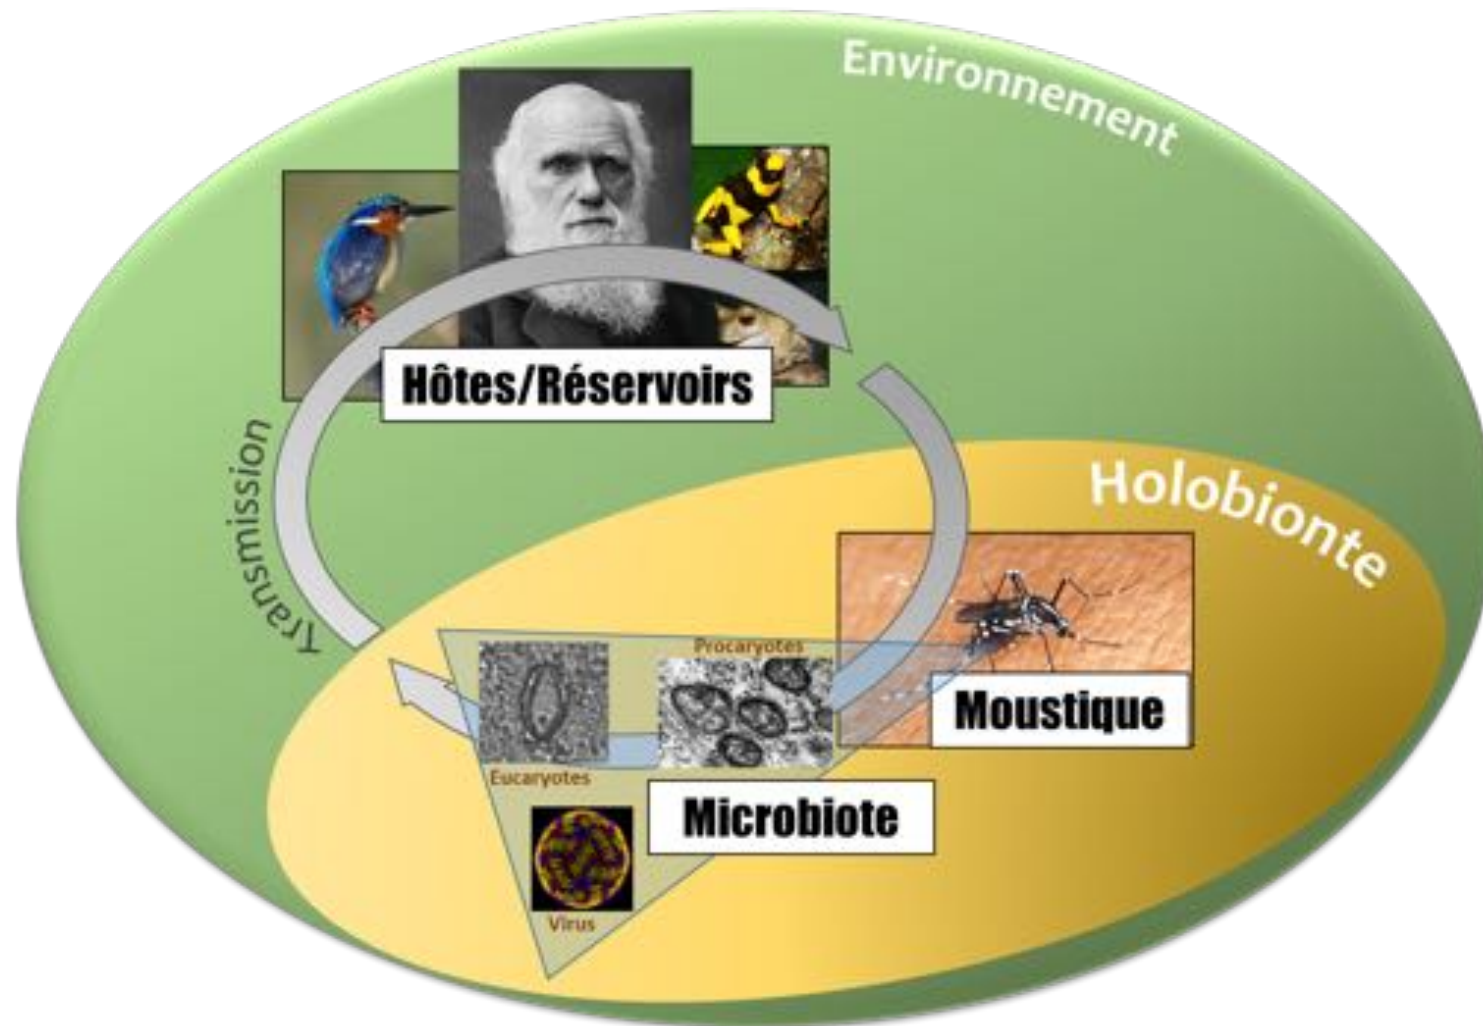 Environnement
Hôtes/Réservoirs
Transmission
Holobionte
Procaryotes
Moustique
Eucaryotes
Microbiote
Virus